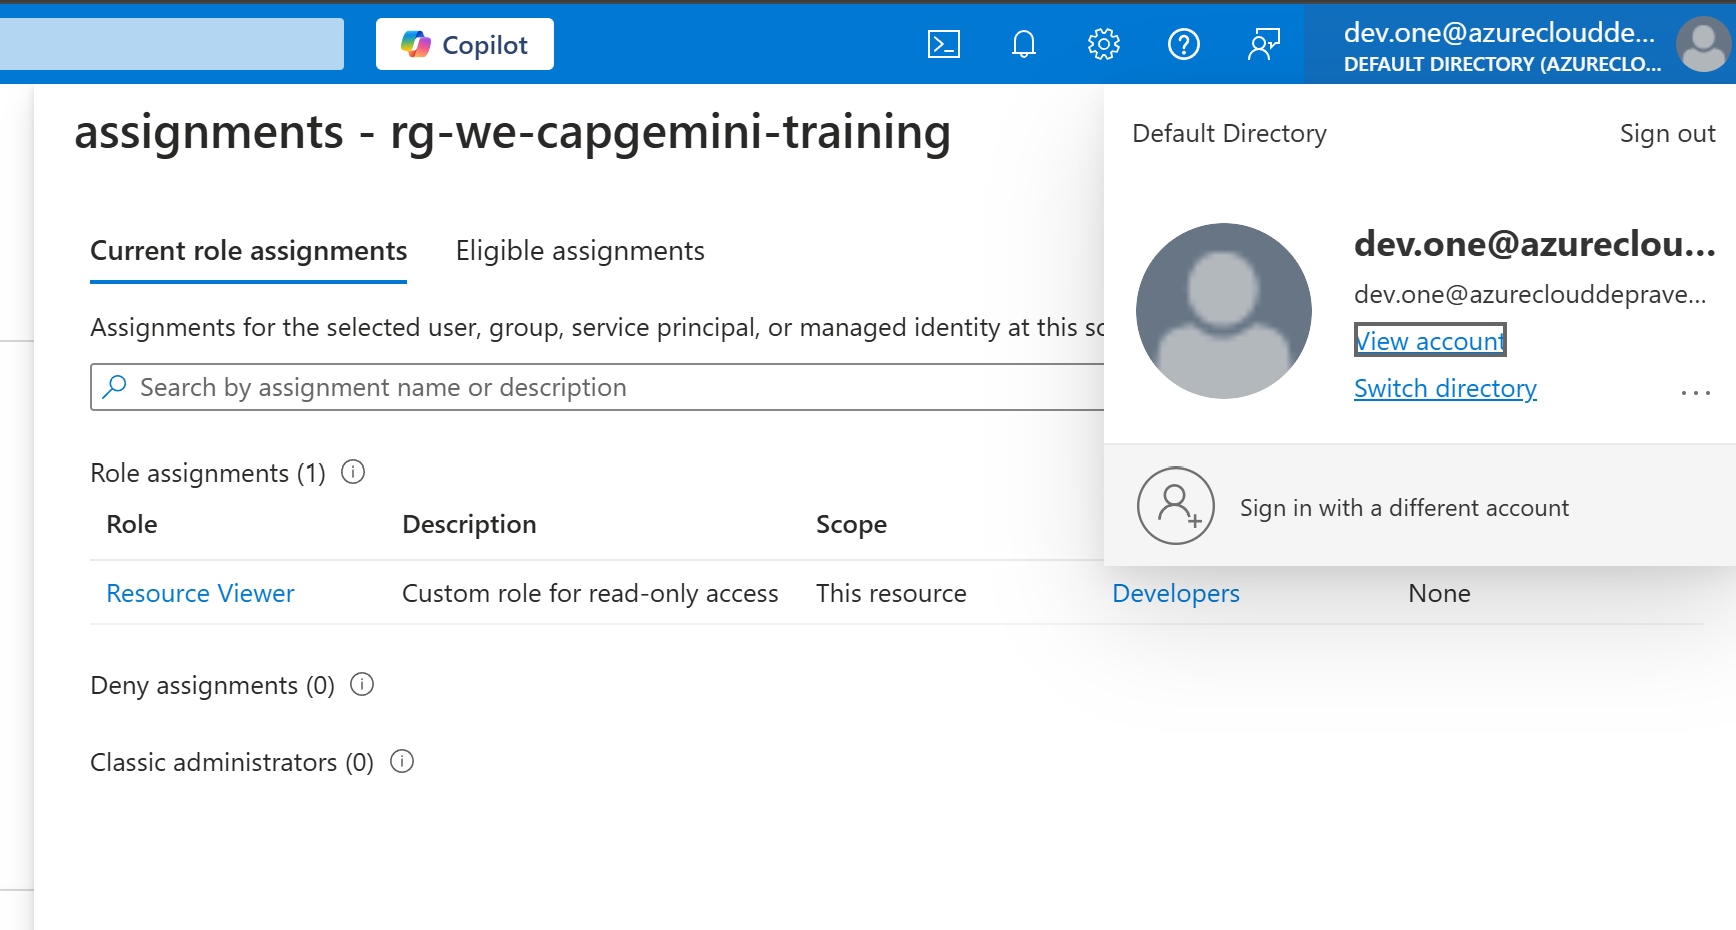 Copilot
dev.one@azureclouddde...
DEFAULT DIRECTORY (AZURECLO...
assignments - rg-we-capgemini-training
Default Directory
Sign out
Current role assignments
Eligible assignments
dev.one@azureclou...
dev.one@azureclouddeprave...
View account
Switch directory
...
Assignments for the selected user, group, service principal, or managed identity at this sc
Search by assignment name or description
Sign in with a different account
Role assignments (1)
Role Description Scope
Resource Viewer Custom role for read-only access This resource Developers None
Deny assignments (0)
Classic administrators (0)